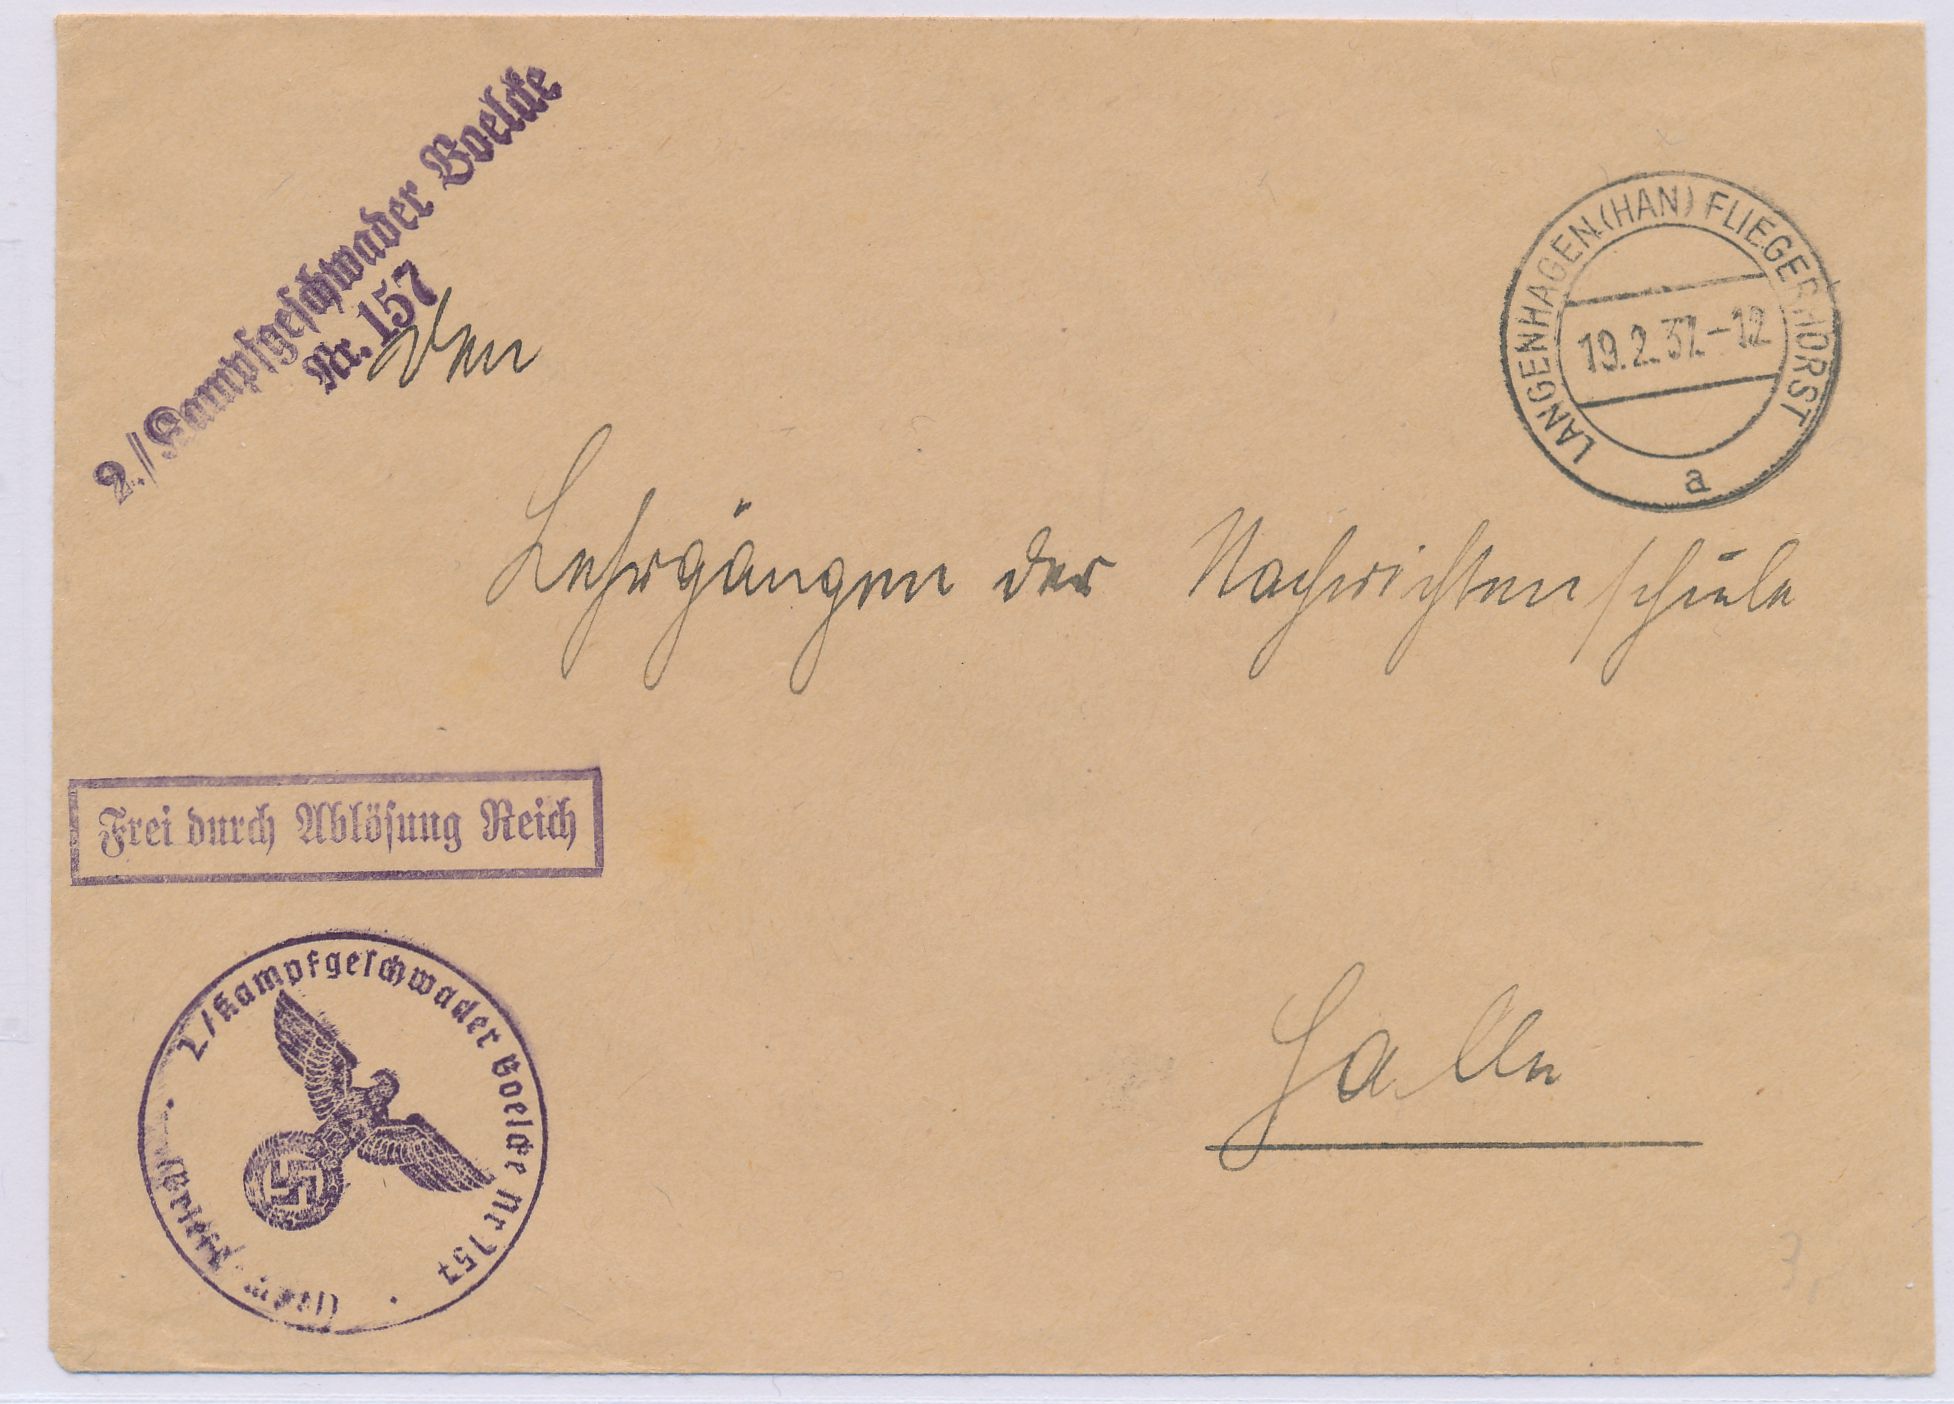 2./Kampfgeschwader Boelcke
Nr. 157
LANGENHAGEN (HAN) FLIEGERHORST
19.2.37.-12
a
den
Lehrgängen der Nachrichtenschule
Frei durch Ablösung Reich
2./Kampfgeschwader Boelcke Nr 157
Halle